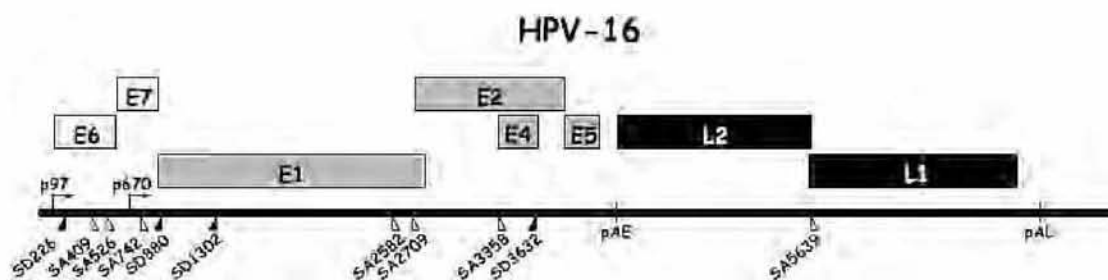 HPV-16
E7 E2
E6 E4 E5 L2
E1 L1
p97 p670
SD226 SA409 SA526 SA742 SD880 SD1302 SA2582 SA2709 SA3358 SD3632 pAE SA5639 pAL